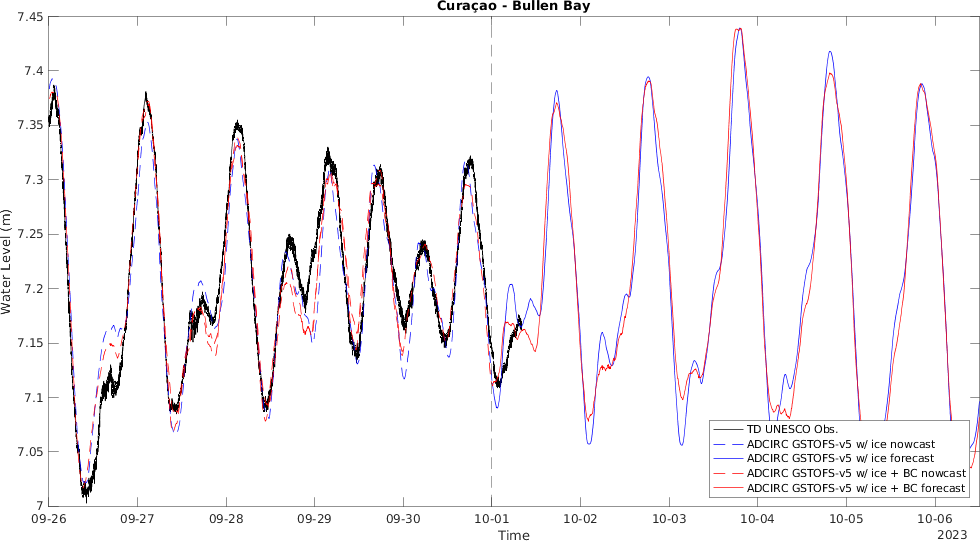 Curaçao - Bullen Bay
Water Level (m)
7.45
7.4
7.35
7.3
7.25
7.2
7.15
7.1
7.05
7
09-26 09-27 09-28 09-29 09-30 10-01 10-02 10-03 10-04 10-05 10-06
Time
2023
TD UNESCO Obs.
ADCIRC GSTOFS-v5 w/ ice nowcast
ADCIRC GSTOFS-v5 w/ ice forecast
ADCIRC GSTOFS-v5 w/ ice + BC nowcast
ADCIRC GSTOFS-v5 w/ ice + BC forecast